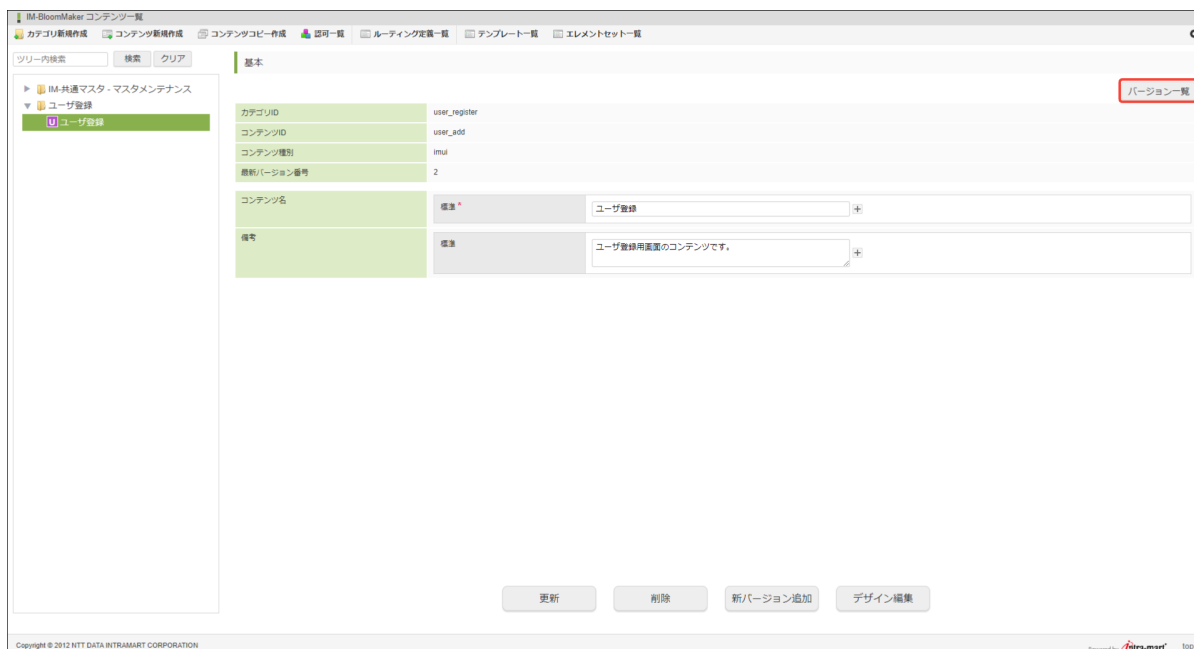 IM-BloomMaker コンテンツ一覧
カテゴリ新規作成 コンテンツ新規作成 コンテンツコピー作成 認可一覧 ルーティング定義一覧 テンプレート一覧 エレメントセット一覧
ツリー内検索 検索 クリア
基本
バージョン一覧
IM-共通マスタ - マスタメンテナンス
ユーザ登録
U ユーザ登録
カテゴリID user_register
コンテンツID user_add
コンテンツ種別 imui
最新バージョン番号 2
コンテンツ名 標準 * ユーザ登録
備考 標準 ユーザ登録用画面のコンテンツです。
更新 削除 新バージョン追加 デザイン編集
Copyright © 2012 NTT DATA INTRAMART CORPORATION
Powered by intra-mart top